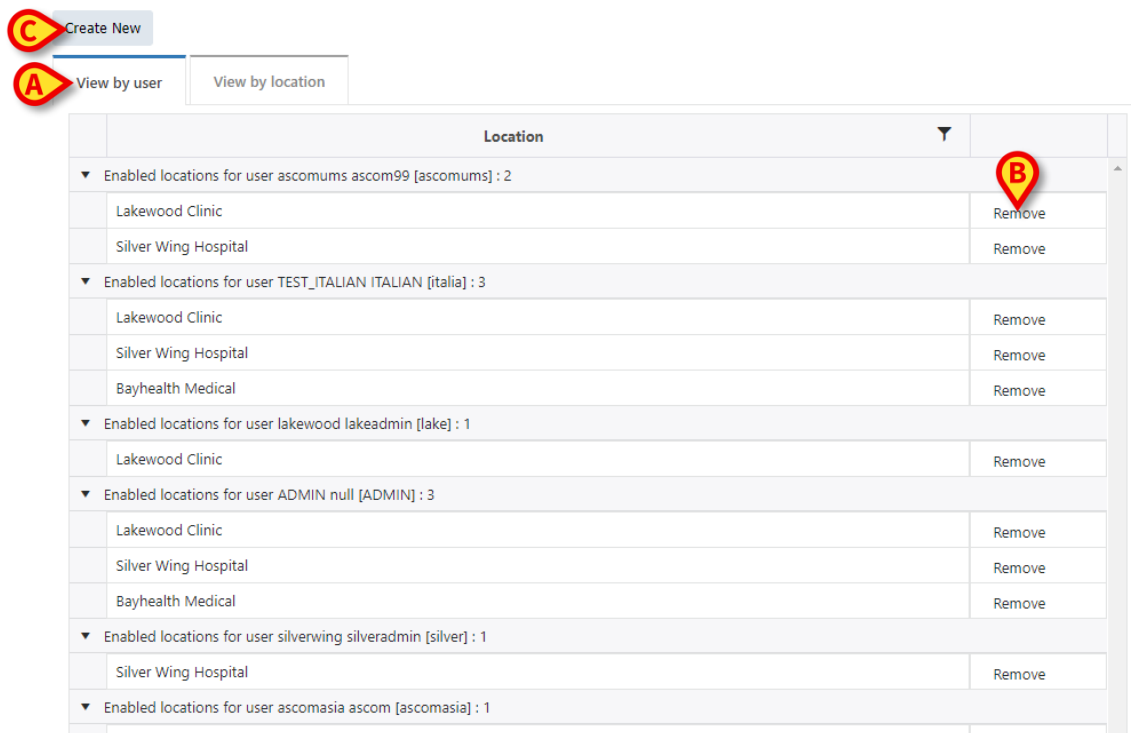 C Create New
A View by user View by location
Location
Enabled locations for user ascomums ascom99 [ascomums] : 2
B
Lakewood Clinic Remove
Silver Wing Hospital Remove
Enabled locations for user TEST_ITALIAN ITALIAN [italia] : 3
Lakewood Clinic Remove
Silver Wing Hospital Remove
Bayhealth Medical Remove
Enabled locations for user lakewood lakeadmin [lake] : 1
Lakewood Clinic Remove
Enabled locations for user ADMIN null [ADMIN] : 3
Lakewood Clinic Remove
Silver Wing Hospital Remove
Bayhealth Medical Remove
Enabled locations for user silverwing silveradmin [silver] : 1
Silver Wing Hospital Remove
Enabled locations for user ascomasia ascom [ascomasia] : 1